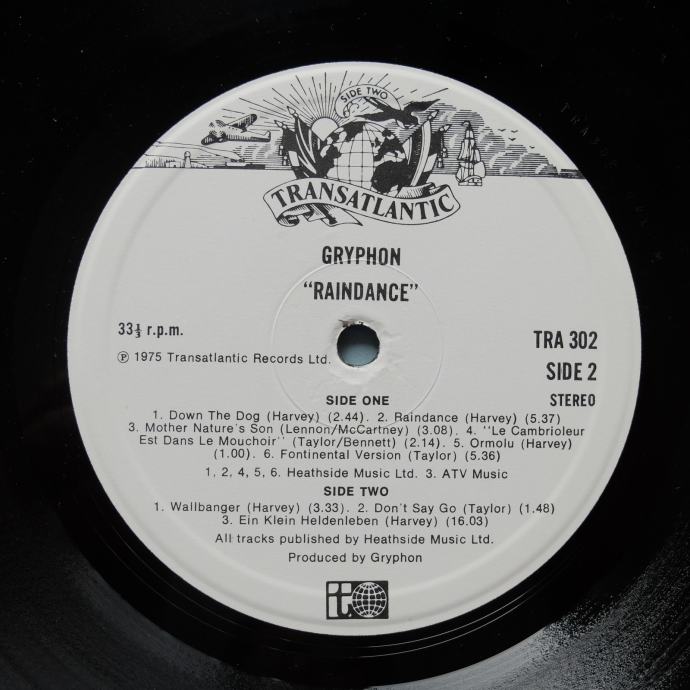 SIDE TWO
TRANSATLANTIC
GRYPHON
"RAINDANCE"
33⅓ r.p.m.
℗ 1975 Transatlantic Records Ltd.
TRA 302
SIDE 2
STEREO
SIDE ONE
1. Down The Dog (Harvey) (2.44). 2. Raindance (Harvey) (5.37)
3. Mother Nature's Son (Lennon/McCartney) (3.08). 4. "Le Cambrioleur
Est Dans Le Mouchoir" (Taylor/Bennett) (2.14). 5. Ormolu (Harvey)
(1.00). 6. Fontinental Version (Taylor) (5.36)
1, 2, 4, 5, 6 Heathside Music Ltd. 3. ATV Music
SIDE TWO
1. Wallbanger (Harvey) (3.33). 2. Don't Say Go (Taylor) (1.48)
3. Ein Klein Heldenleben (Harvey) (16.03)
All tracks published by Heathside Music Ltd.
Produced by Gryphon
it